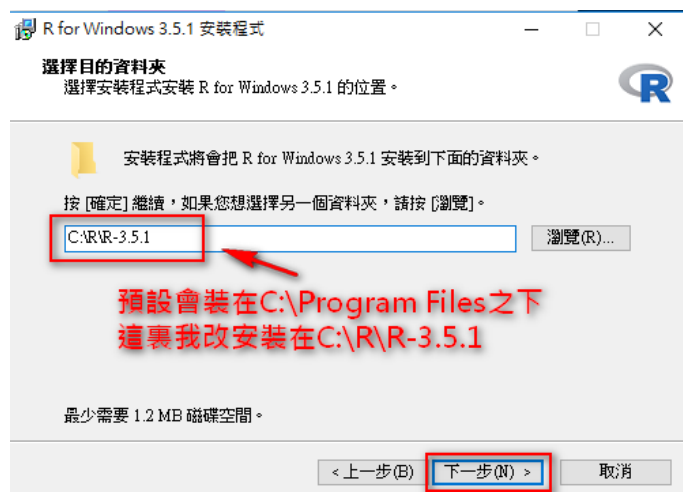 R for Windows 3.5.1 安裝程式
選擇目的資料夾
選擇安裝程式安裝 R for Windows 3.5.1 的位置。
R
安裝程式將會把 R for Windows 3.5.1 安裝到下面的資料夾。
按 [確定] 繼續，如果您想選擇另一個資料夾，請按 [瀏覽]。
C:\R\R-3.5.1
瀏覽(R)...
預設會裝在C:\Program Files之下
這裏我改安裝在C:\R\R-3.5.1
最少需要 1.2 MB 磁碟空間。
< 上一步(B) 下一步(N) > 取消